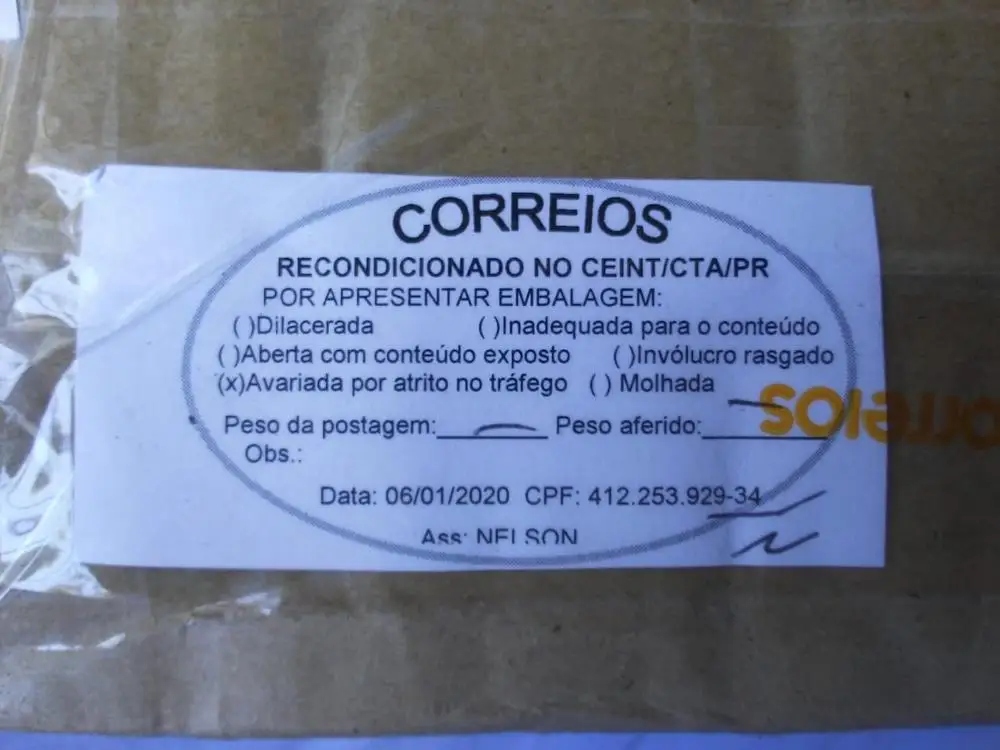 CORREIOS
RECONDICIONADO NO CEINT/CTA/PR
POR APRESENTAR EMBALAGEM:
( )Dilacerada ( )Inadequada para o conteúdo
( )Aberta com conteúdo exposto ( )Invólucro rasgado
(x)Avariada por atrito no tráfego ( ) Molhada
Peso da postagem: Peso aferido:
Obs.:
Data: 06/01/2020 CPF: 412.253.929-34
Ass: NELSON
correios